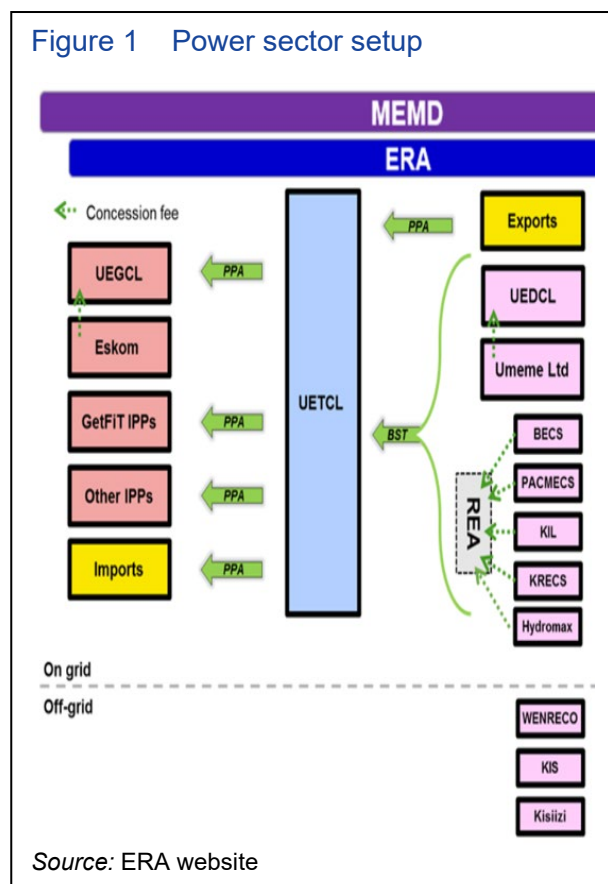 Figure 1 Power sector setup
MEMD
ERA
Concession fee
UEGCL
Eskom
GetFiT IPPs
Other IPPs
Imports
PPA
PPA
PPA
PPA
UETCL
PPA
BST
Exports
UEDCL
Umeme Ltd
REA
BECS
PACMECS
KIL
KRECS
Hydromax
On grid
Off-grid
WENRECO
KIS
Kisiizi
Source: ERA website